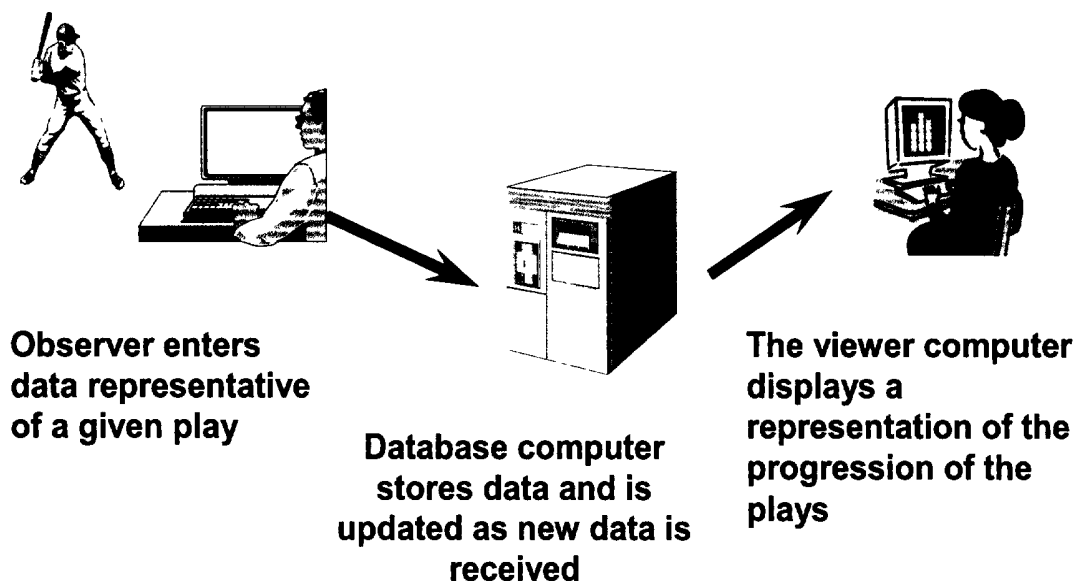 Observer enters
data representative
of a given play
Database computer
stores data and is
updated as new data is
received
The viewer computer
displays a
representation of the
progression of the
plays